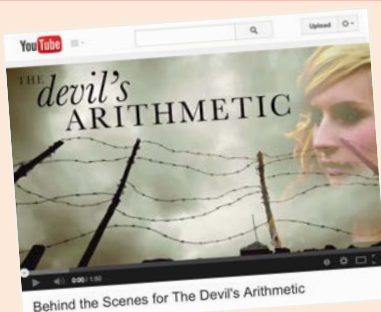 YouTube
Upload
THE
devil's
ARITHMETIC
0:00 / 1:50
Behind the Scenes for The Devil's Arithmetic